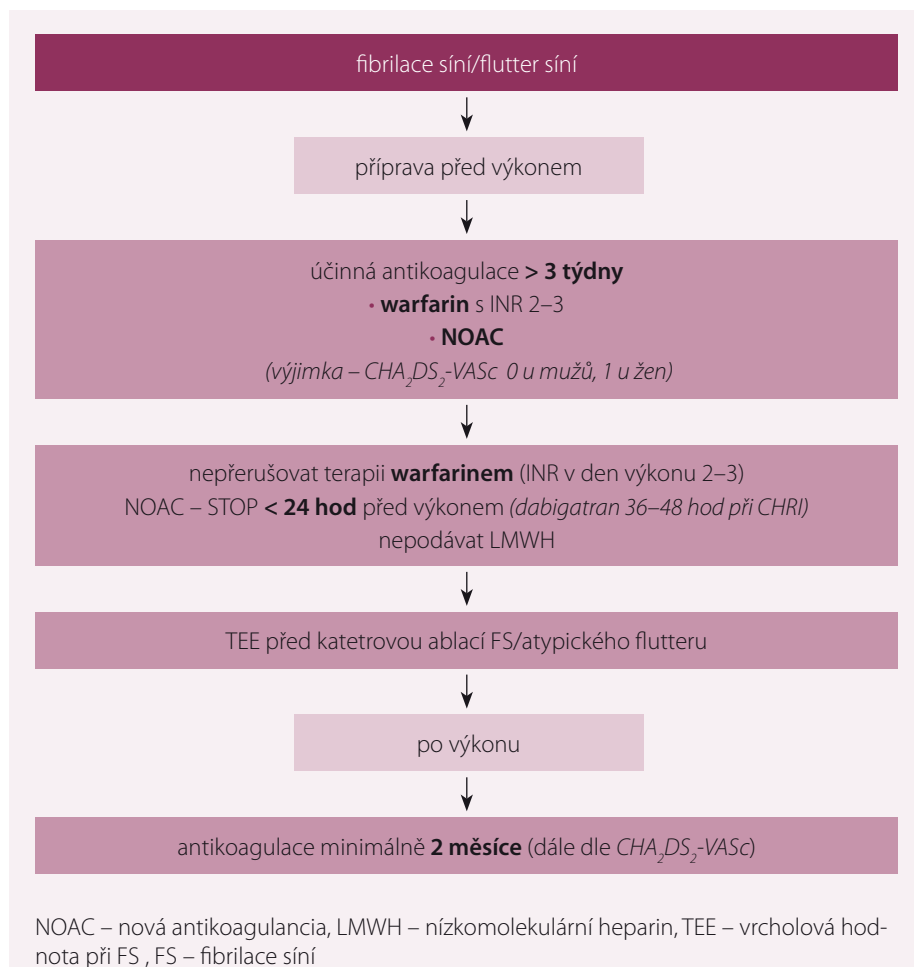 fibrilace síní/flutter síní
příprava před výkonem
účinná antikoagulace > 3 týdny
• warfarin s INR 2–3
• NOAC
(výjimka – CHA₂DS₂-VASc 0 u mužů, 1 u žen)
nepřerušovat terapii warfarinem (INR v den výkonu 2–3)
NOAC – STOP < 24 hod před výkonem (dabigatran 36–48 hod při CHRI)
nepodávat LMWH
TEE před katetrovou ablací FS/atypického flutteru
po výkonu
antikoagulace minimálně 2 měsíce (dále dle CHA₂DS₂-VASc)
NOAC – nová antikoagulancia, LMWH – nízkomolekulární heparin, TEE – vrcholová hod-
nota při FS , FS – fibrilace síní